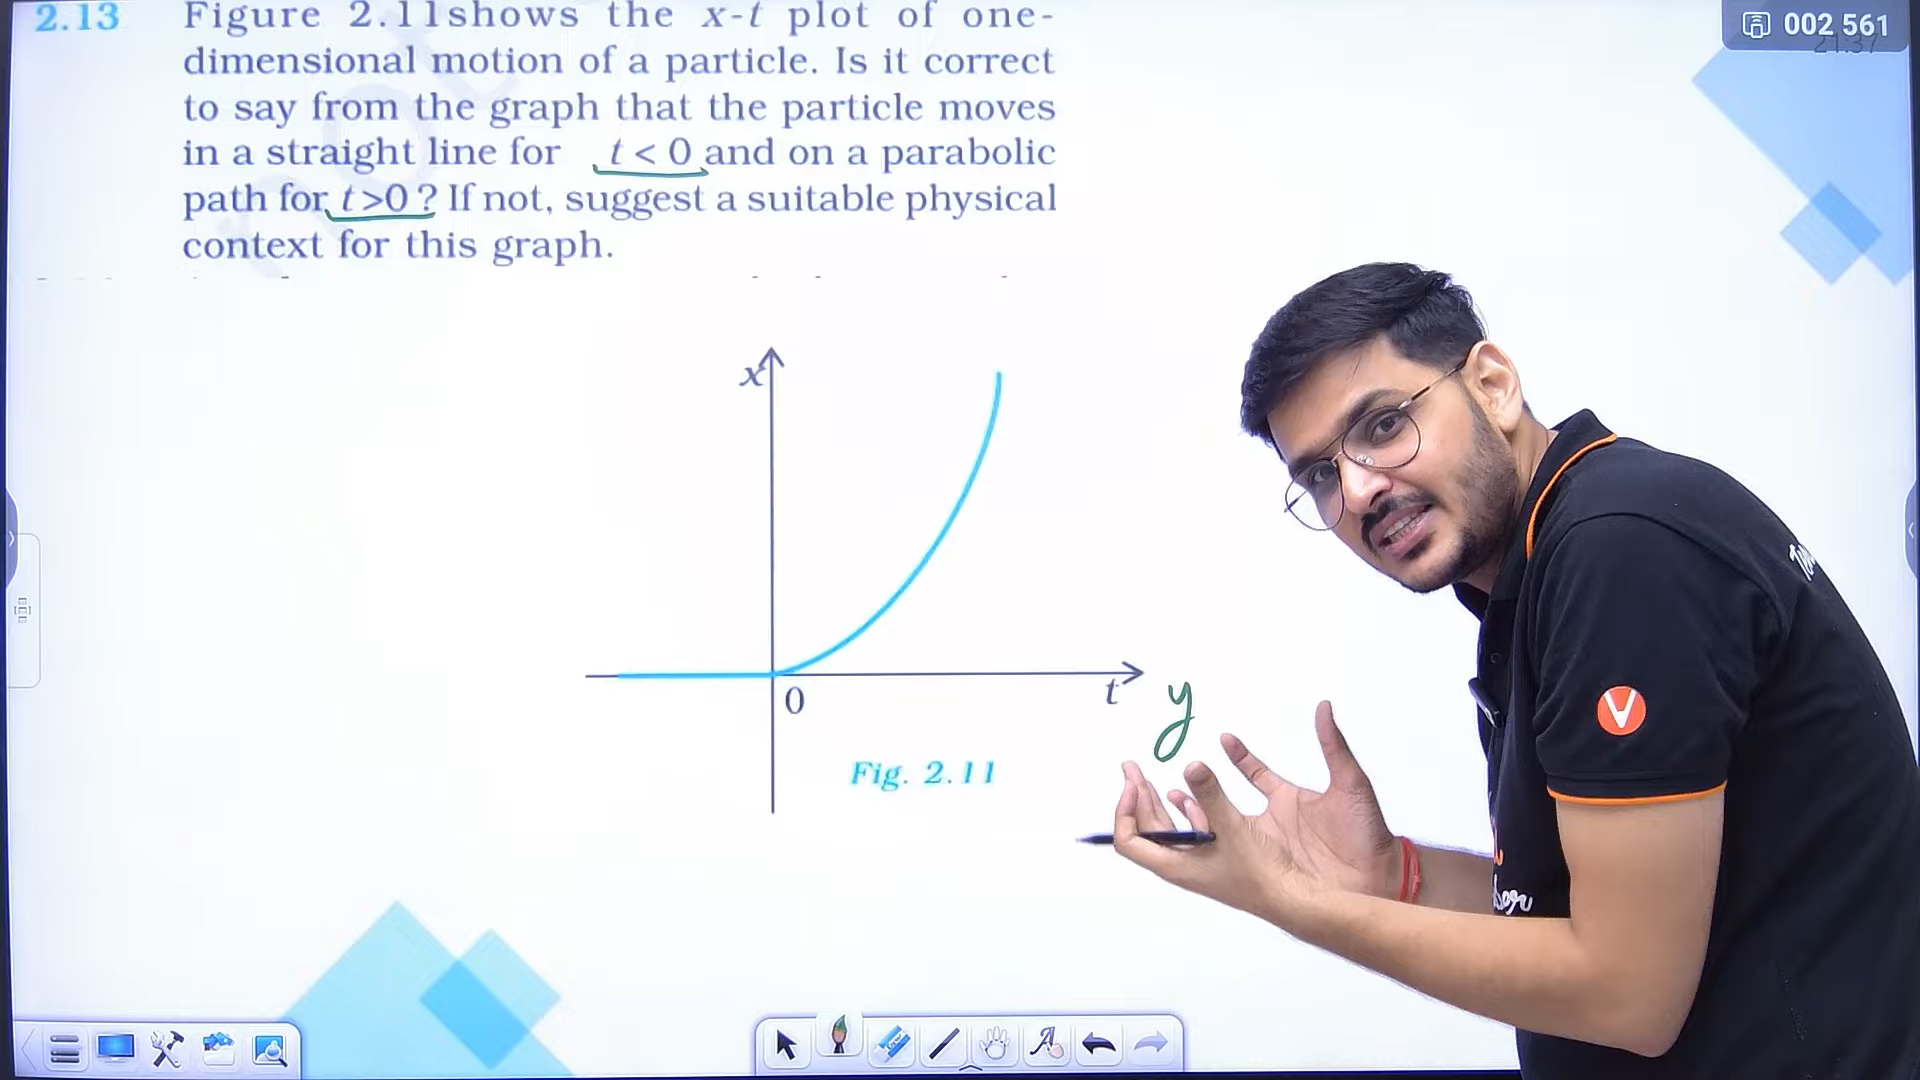 2.13 Figure 2.11shows the x-t plot of one-
dimensional motion of a particle. Is it correct
to say from the graph that the particle moves
in a straight line for t < 0 and on a parabolic
path for t >0 ? If not, suggest a suitable physical
context for this graph.
002 561
21:37
x
0
t
y
Fig. 2.11
V